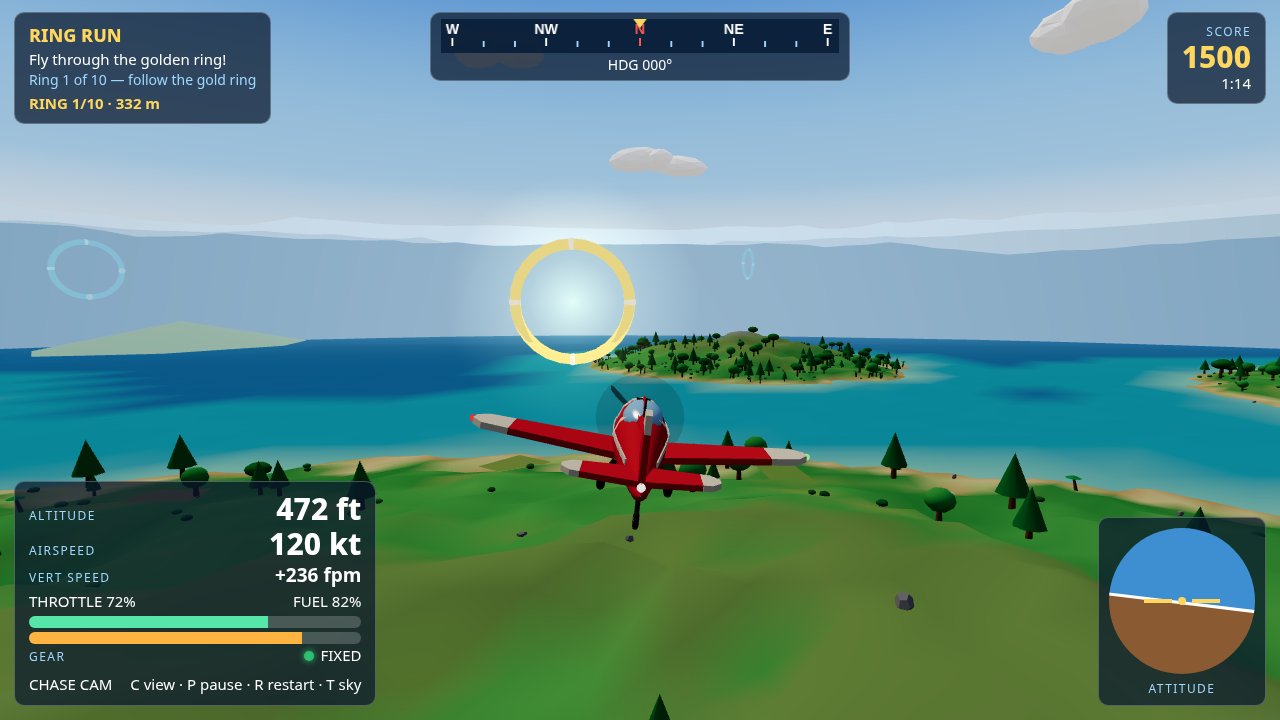 RING RUN
Fly through the golden ring!
Ring 1 of 10 — follow the gold ring
RING 1/10 · 332 m
W NW N NE E
HDG 000°
SCORE
1500
1:14
ALTITUDE 472 ft
AIRSPEED 120 kt
VERT SPEED +236 fpm
THROTTLE 72% FUEL 82%
GEAR FIXED
CHASE CAM C view · P pause · R restart · T sky
ATTITUDE